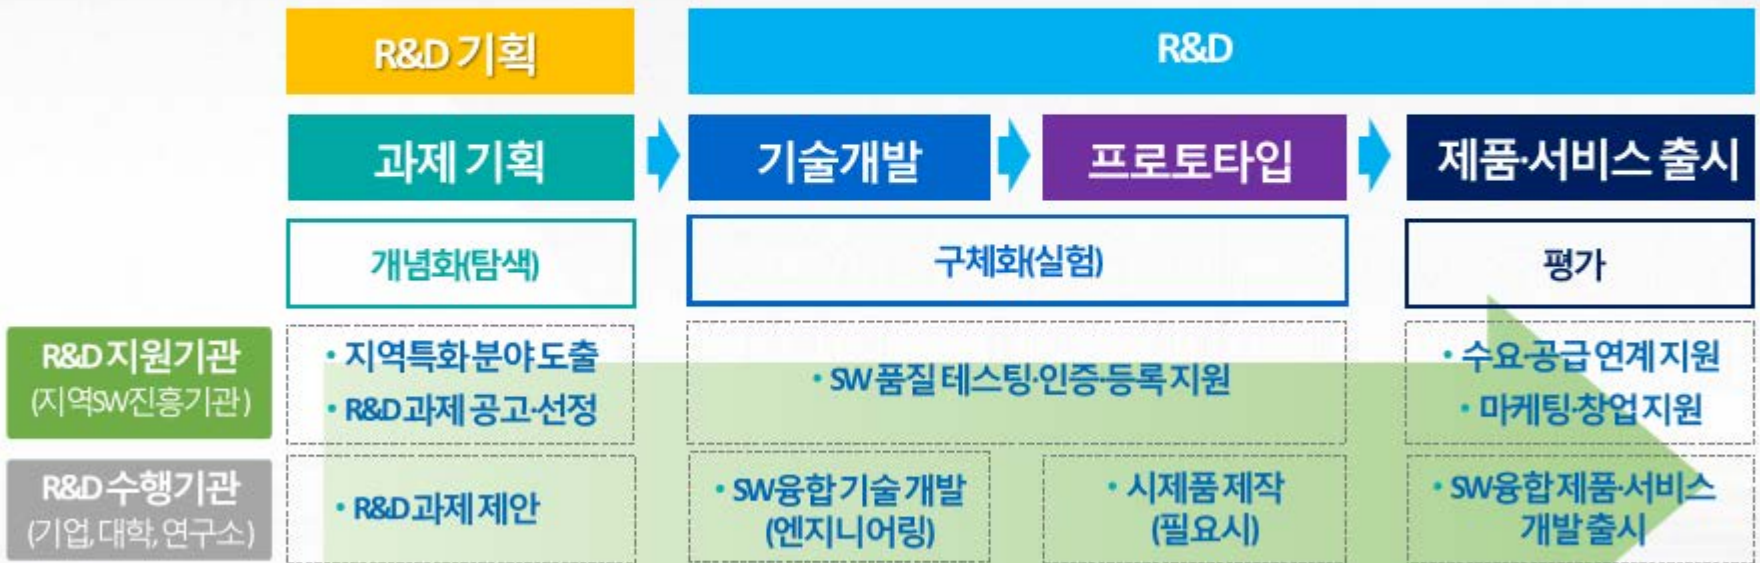 R&D 기획
R&D
과제 기획
기술개발
프로토타입
제품·서비스 출시
개념화(탐색)
구체화(실험)
평가
R&D 지원기관
(지역SW진흥기관)
• 지역특화 분야 도출
• R&D 과제 공고·선정
• SW 품질 테스팅·인증·등록 지원
• 수요·공급 연계 지원
• 마케팅·창업 지원
R&D 수행기관
(기업, 대학, 연구소)
• R&D 과제 제안
• SW융합 기술 개발
(엔지니어링)
• 시제품 제작
(필요시)
• SW융합 제품·서비스
개발 출시